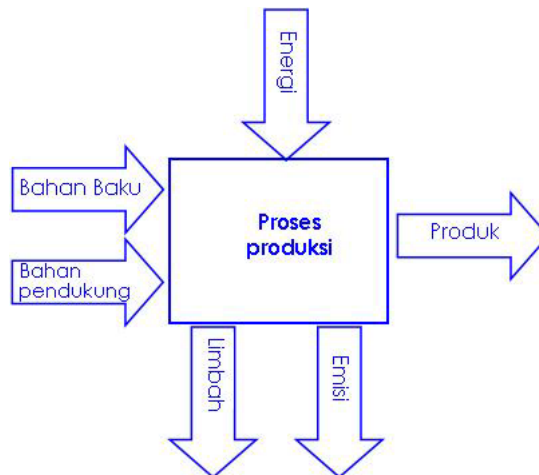 Energi
Bahan Baku
Proses
produksi
Produk
Bahan
pendukung
Limbah
Emisi